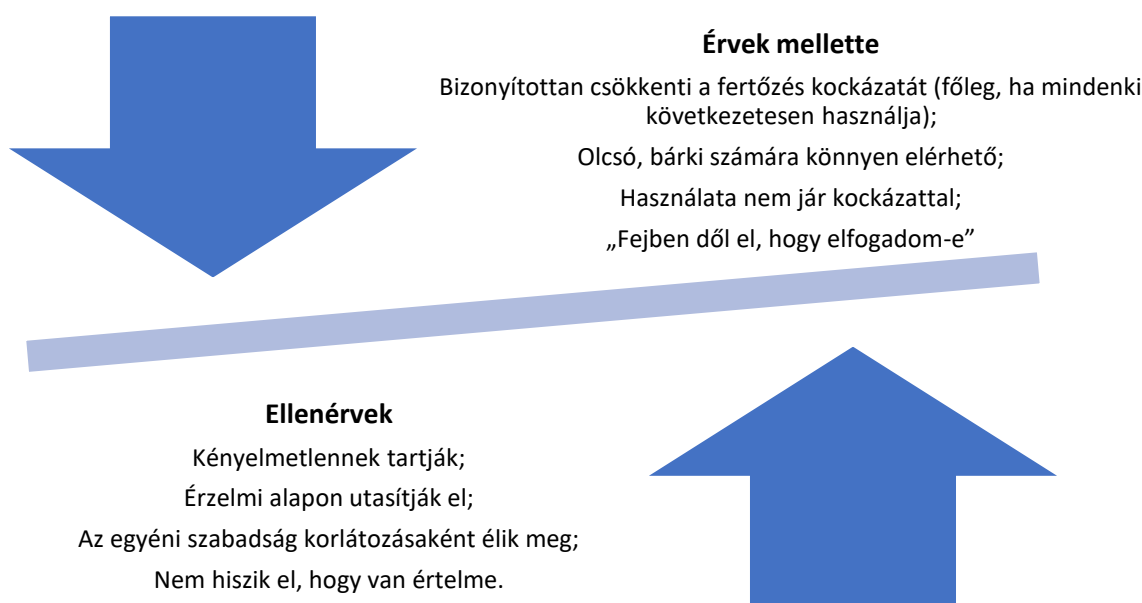 Érvek mellette
Bizonyítottan csökkenti a fertőzés kockázatát (főleg, ha mindenki
következetesen használja);
Olcsó, bárki számára könnyen elérhető;
Használata nem jár kockázattal;
„Fejben dől el, hogy elfogadom-e”
Ellenérvek
Kényelmetlennek tartják;
Érzelmi alapon utasítják el;
Az egyéni szabadság korlátozásaként élik meg;
Nem hiszik el, hogy van értelme.